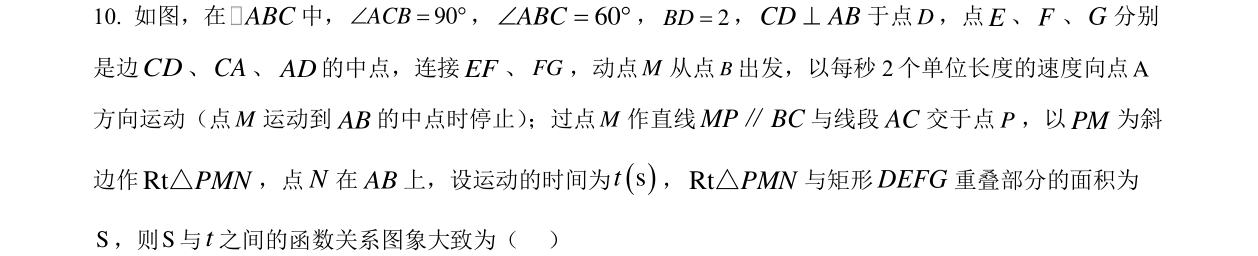 10. 如图，在□ABC 中，∠ACB = 90°，∠ABC = 60°，BD = 2，CD ⊥ AB 于点 D，点 E 、 F 、 G 分别
是边 CD 、 CA 、 AD 的中点，连接 EF 、 FG，动点 M 从点 B 出发，以每秒 2 个单位长度的速度向点 A
方向运动（点 M 运动到 AB 的中点时停止）；过点 M 作直线 MP ∥ BC 与线段 AC 交于点 P，以 PM 为斜
边作 Rt△PMN，点 N 在 AB 上，设运动的时间为 t(s)，Rt△PMN 与矩形 DEFG 重叠部分的面积为
S，则 S 与 t 之间的函数关系图象大致为（ ）